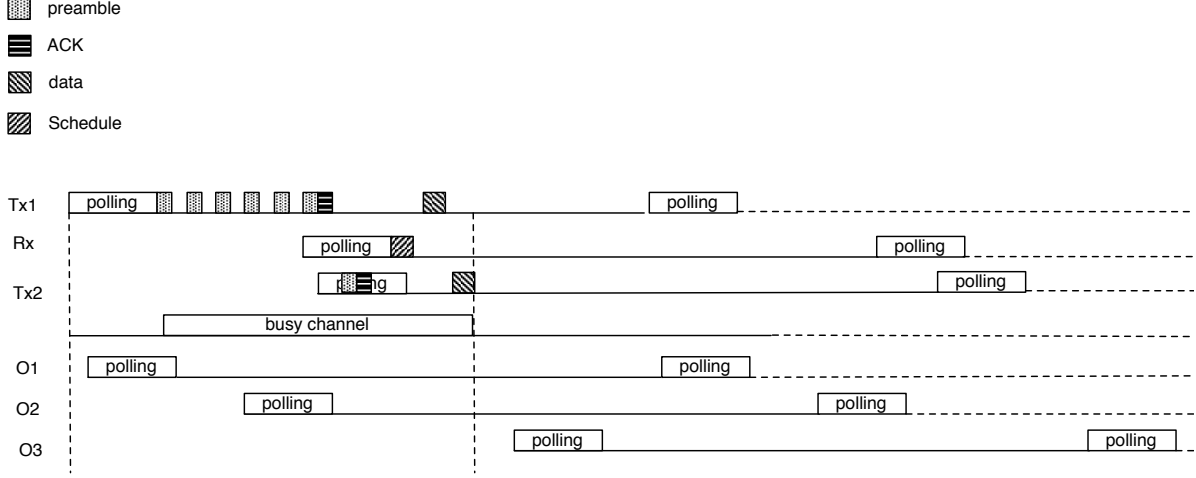 preamble
ACK
data
Schedule
Tx1 polling polling
Rx polling polling
Tx2 polling polling
busy channel
O1 polling polling
O2 polling polling
O3 polling polling